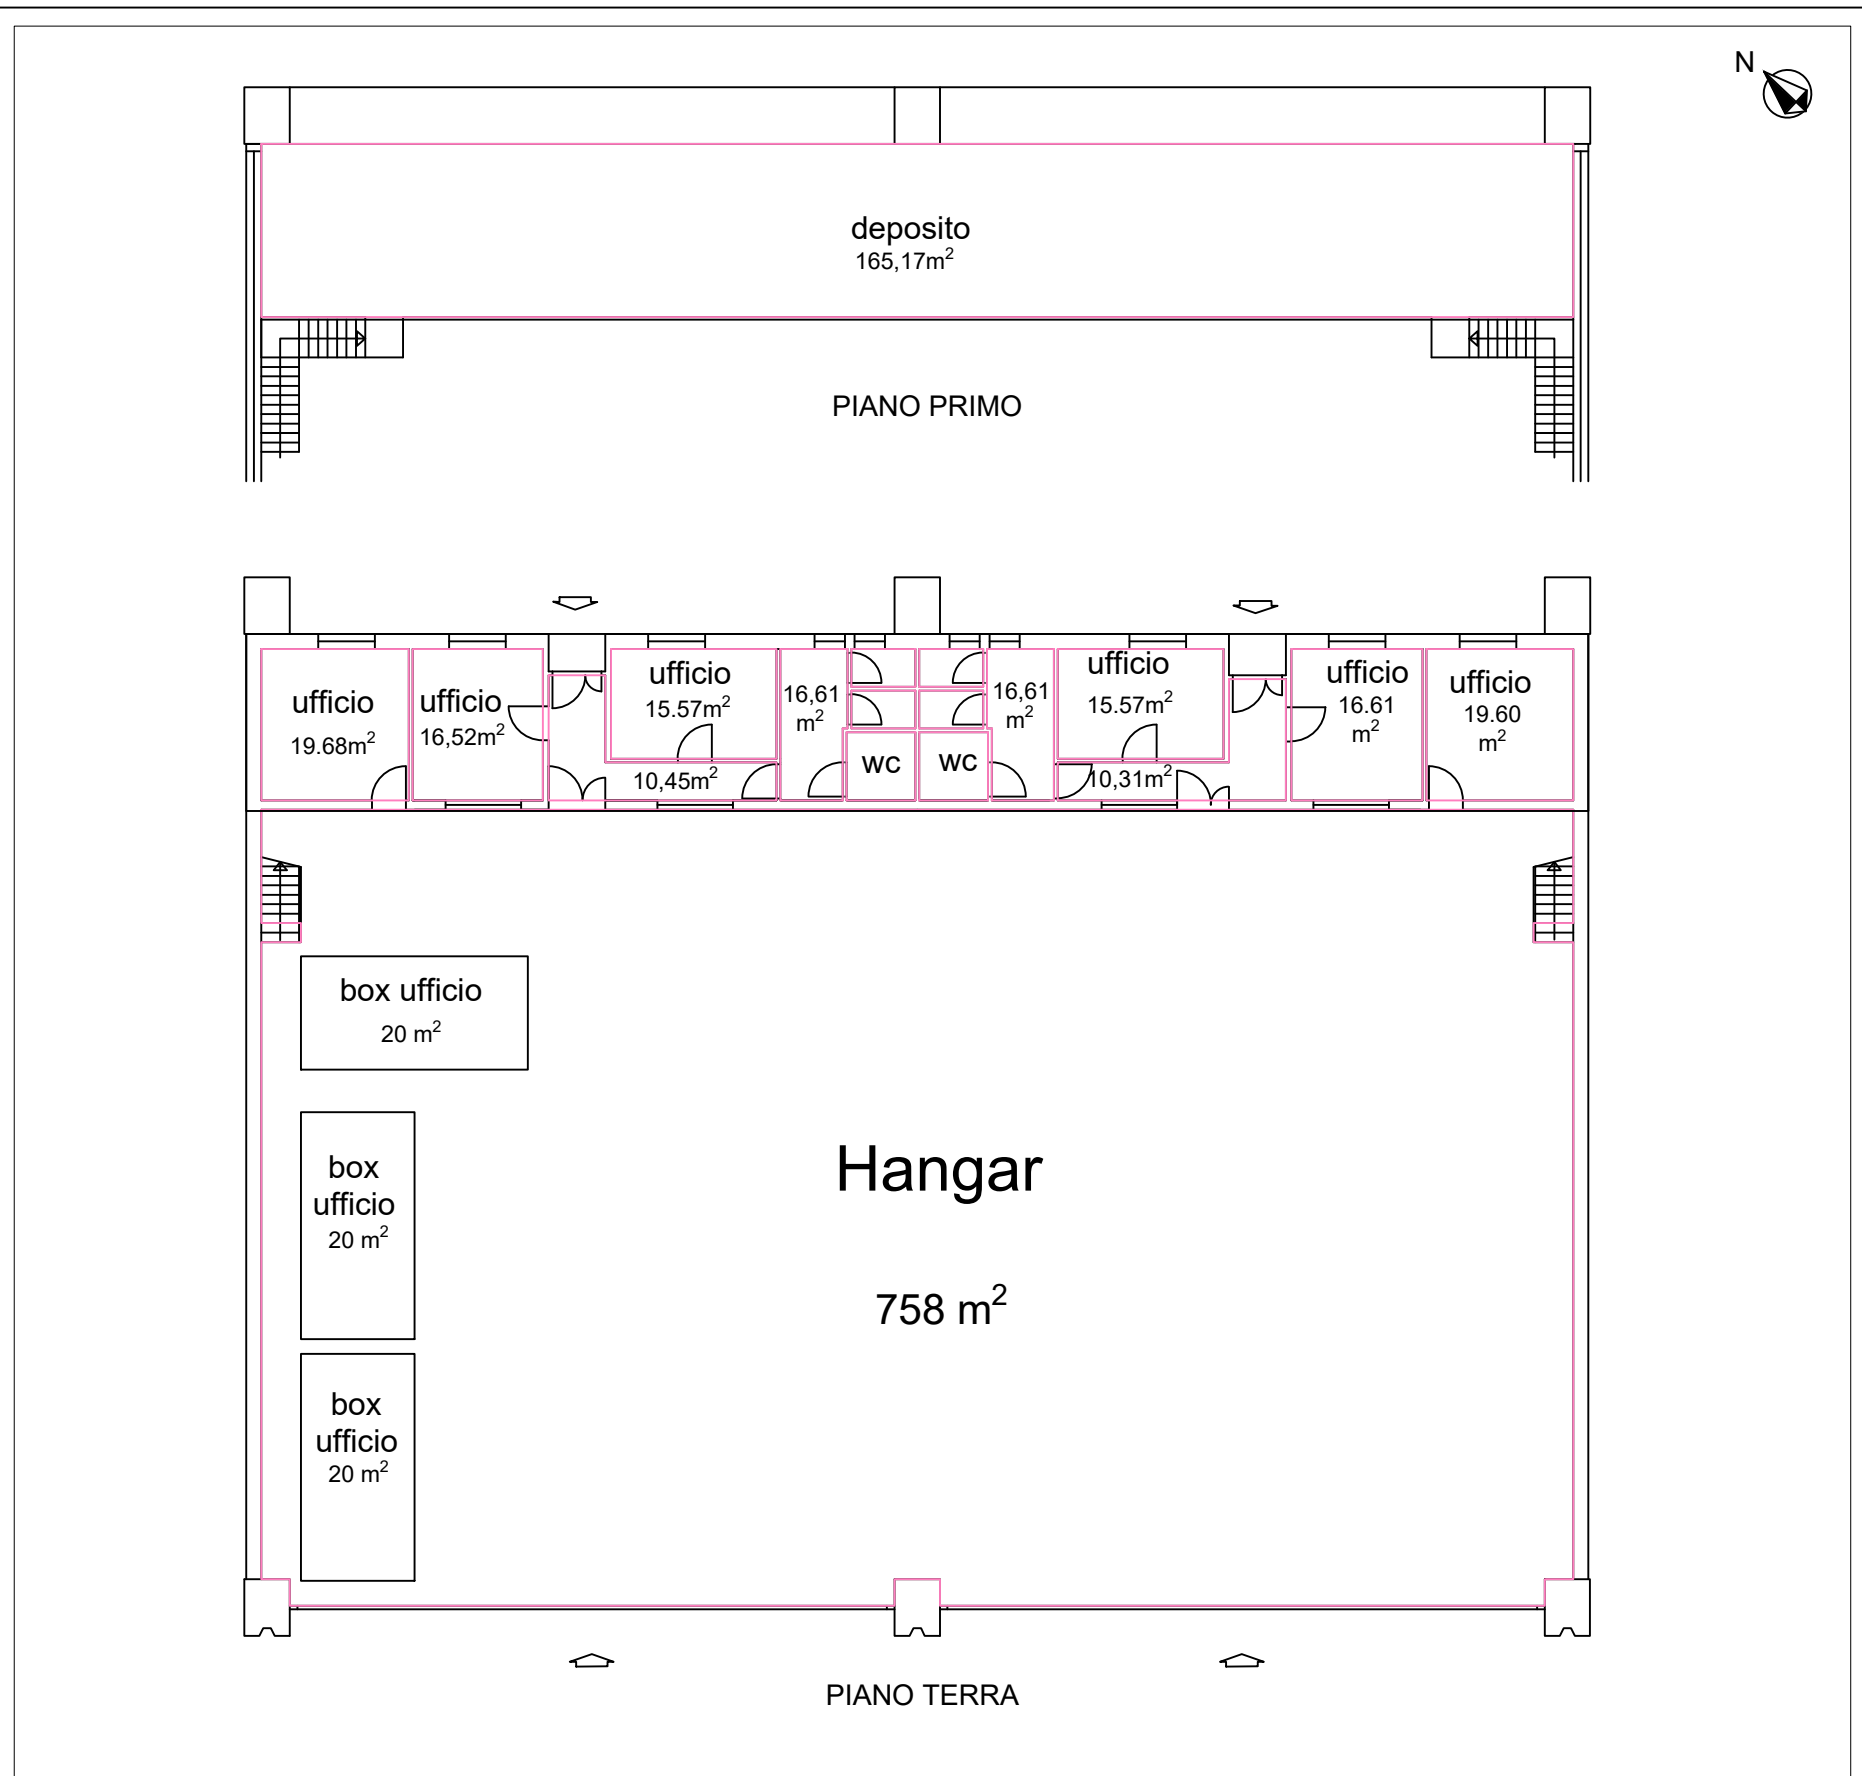 N
deposito
165,17m²
PIANO PRIMO
ufficio
19.68m²
ufficio
16,52m²
ufficio
15.57m²
10,45m²
16,61
m²
wc
wc
16,61
m²
ufficio
15.57m²
10,31m²
ufficio
16.61
m²
ufficio
19.60
m²
box ufficio
20 m²
box
ufficio
20 m²
box
ufficio
20 m²
Hangar
758 m²
PIANO TERRA